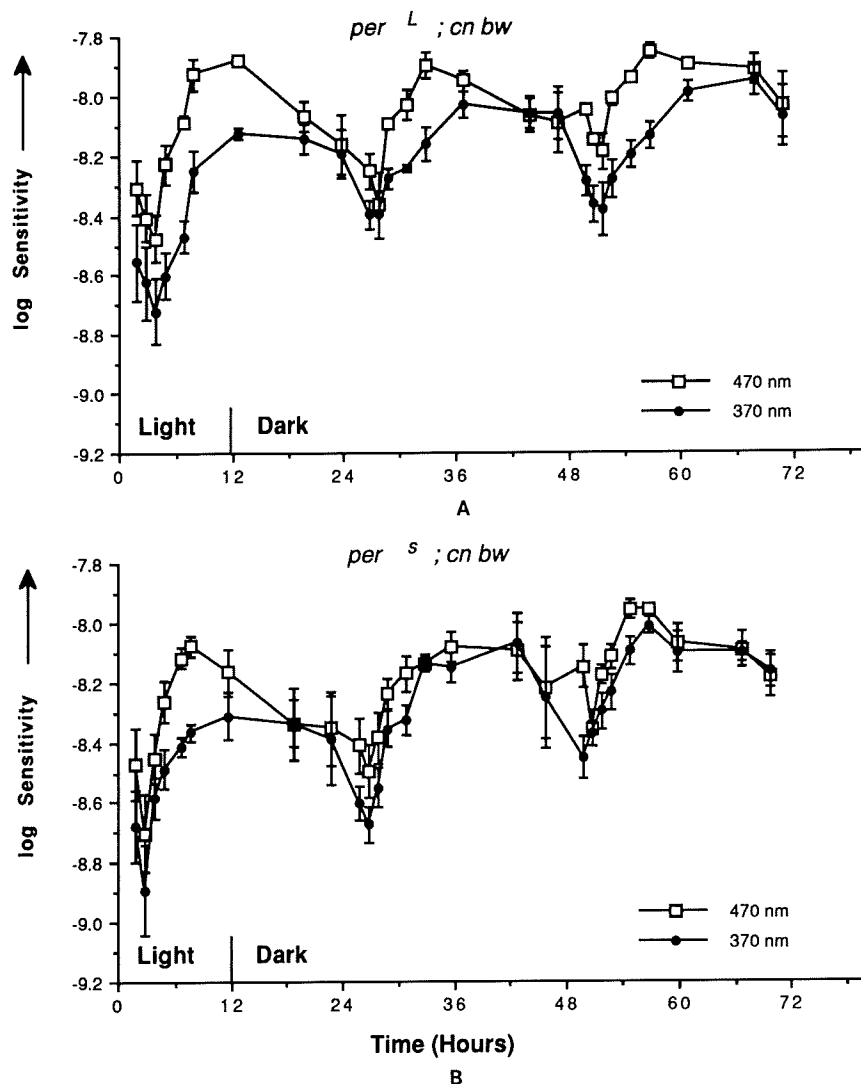 per L ; cn bw
-7.8
-8.0
-8.2
-8.4
-8.6
-8.8
-9.0
-9.2
log Sensitivity
470 nm
370 nm
Light Dark
0 12 24 36 48 60 72
A
per s ; cn bw
-7.8
-8.0
-8.2
-8.4
-8.6
-8.8
-9.0
-9.2
log Sensitivity
470 nm
370 nm
Light Dark
0 12 24 36 48 60 72
Time (Hours)
B